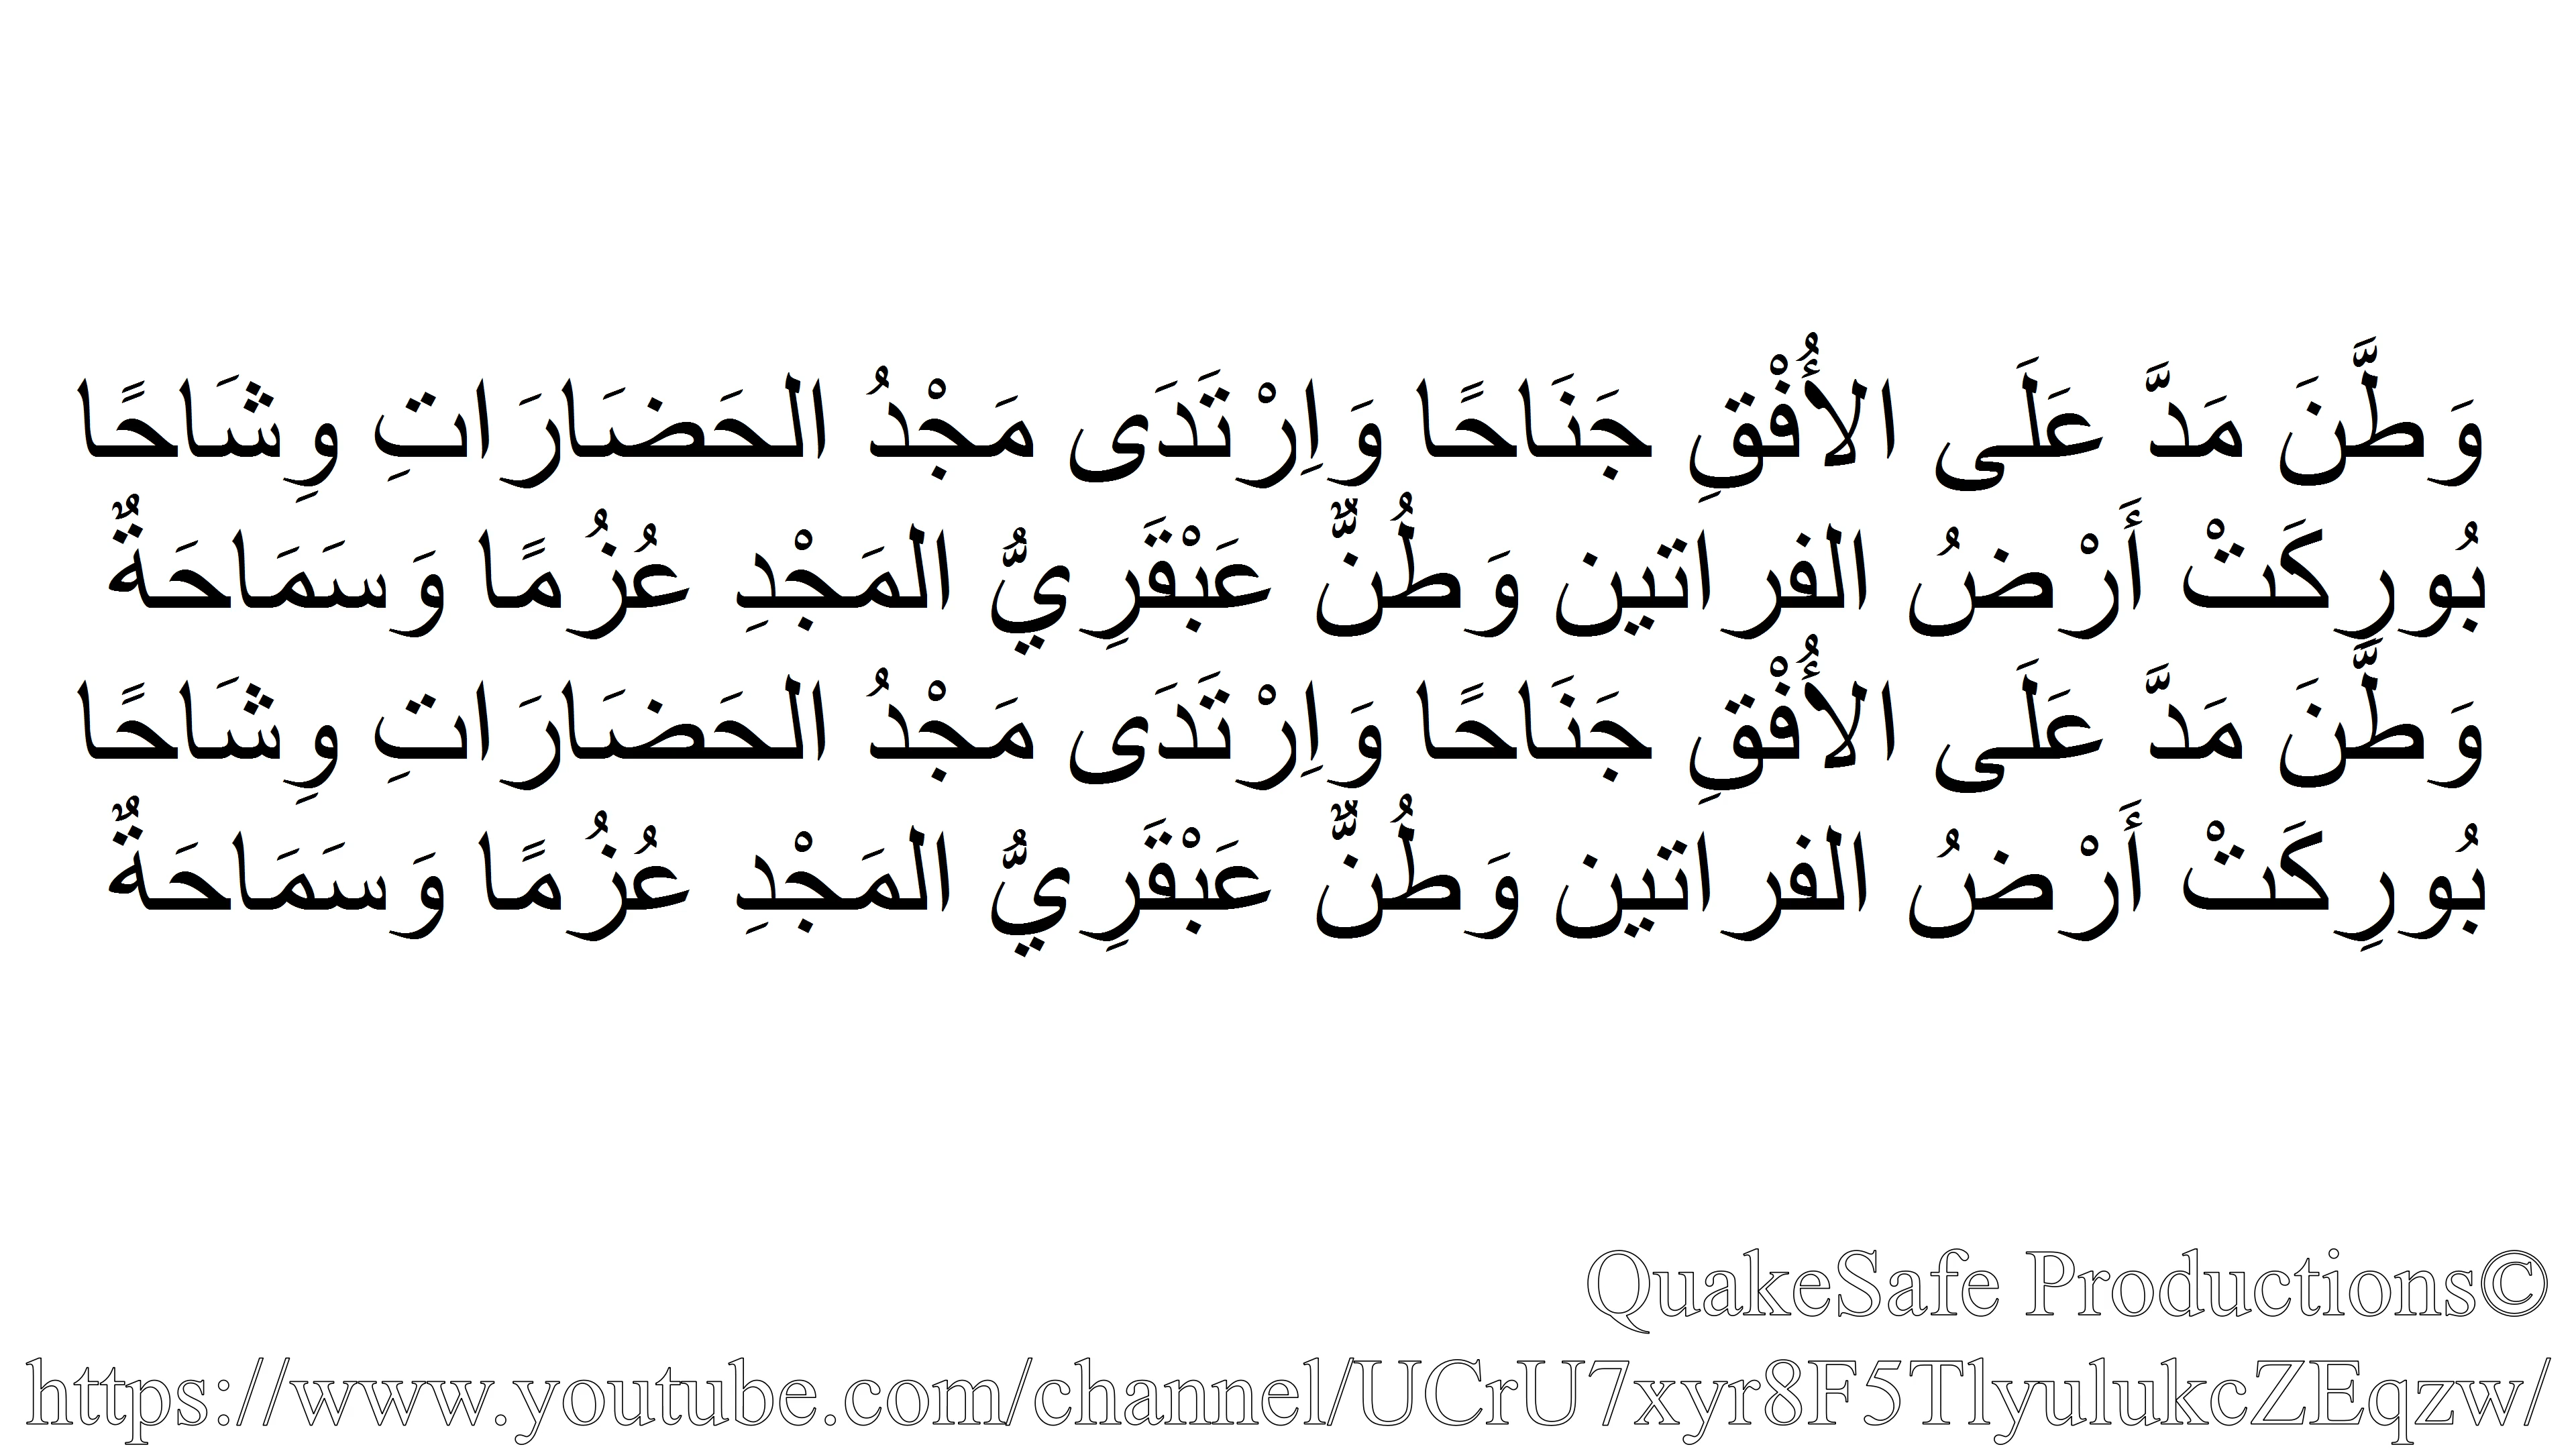 وَطَّنَ مَدَّ عَلَى الأُفْقِ جَنَاحًا وَاِرْتَدَى مَجْدُ الحَضَارَاتِ وِشَاحًا
بُورِكَتْ أَرْضُ الفراتين وَطُنٌّ عَبْقَرِيُّ المَجْدِ عُزُمًا وَسَمَاحَةٌ
وَطَّنَ مَدَّ عَلَى الأُفْقِ جَنَاحًا وَاِرْتَدَى مَجْدُ الحَضَارَاتِ وِشَاحًا
بُورِكَتْ أَرْضُ الفراتين وَطُنٌّ عَبْقَرِيُّ المَجْدِ عُزُمًا وَسَمَاحَةٌ
QuakeSafe Productions©
https://www.youtube.com/channel/UCrU7xyr8F5TlyulukcZEqzw/